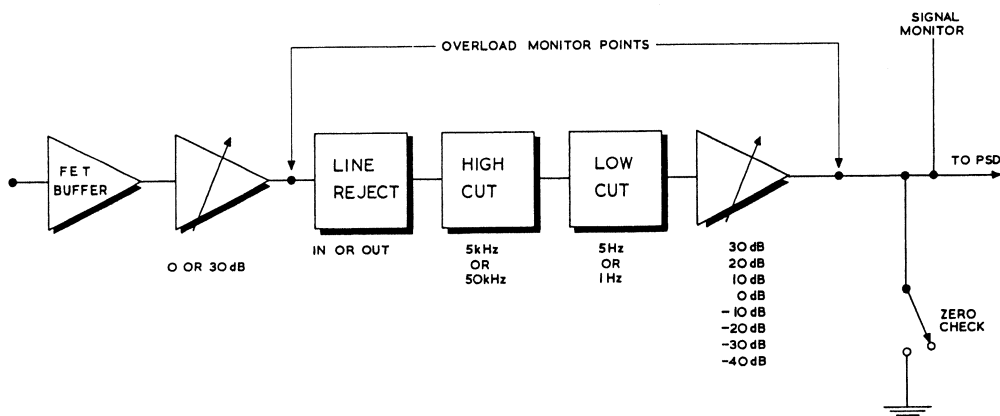 SIGNAL
MONITOR
OVERLOAD MONITOR POINTS
FET
BUFFER
LINE
REJECT
HIGH
CUT
LOW
CUT
TO PSD
0 OR 30dB
IN OR OUT
5kHz
OR
50kHz
5Hz
OR
1Hz
30dB
20dB
10dB
0dB
-10dB
-20dB
-30dB
-40dB
ZERO
CHECK